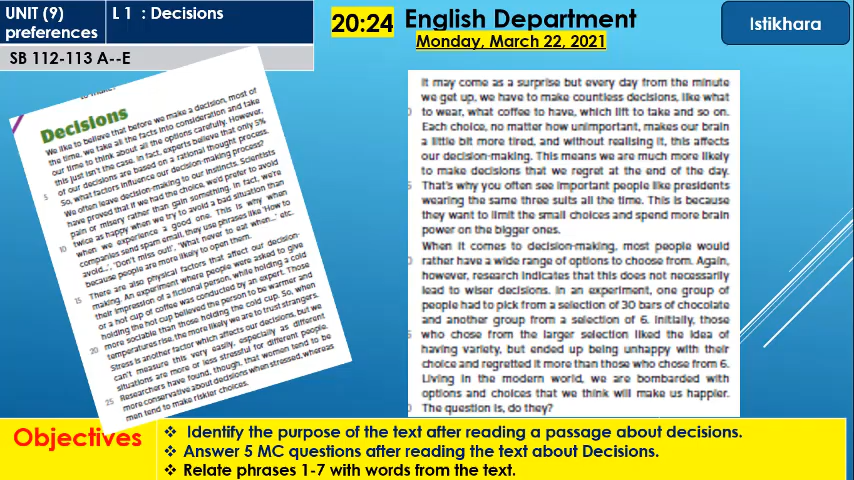 UNIT (9)
preferences
L 1 : Decisions
20:24
English Department
Monday, March 22, 2021
Istikhara
SB 112-113 A--E
Decisions
We like to believe that before we make a decision, most of
the time, we take all the facts into consideration and take
our time to think about all the options carefully. However,
this just isn't the case. In fact, experts believe that only 5%
of our decisions are based on a rational thought process.
So, what factors influence our decision-making process?
5
We often leave decision-making to our instincts. Scientists
have proved that if we had the choice, we'd prefer to avoid
pain or misery rather than gain something. In fact, we're
twice as happy when we try to avoid a bad situation than
when we experience a good one. This is why when
10
companies send spam email, they use phrases like 'How to
avoid...', 'Don't miss out!', 'What never to eat when...' etc.
because people are more likely to open them.
There are also physical factors that affect our decision-
15
making. An experiment where people were asked to give
their impression of a fictional person, while holding a cold
or a hot cup of coffee was conducted by an expert. Those
holding the hot cup believed the person to be warmer and
more sociable than those holding the cold cup. So, when
20
temperatures rise, the more likely we are to trust strangers.
Stress is another factor which affects our decisions, but we
can't measure this very easily, especially as different
situations are more or less stressful for different people.
Researchers have found, though, that women tend to be
25
more conservative about decisions when stressed, whereas
men tend to make riskier choices.
It may come as a surprise but every day from the minute
we get up, we have to make countless decisions, like what
to wear, what coffee to have, which lift to take and so on.
Each choice, no matter how unimportant, makes our brain
a little bit more tired, and without realising it, this affects
our decision-making. This means we are much more likely
to make decisions that we regret at the end of the day.
That's why you often see important people like presidents
wearing the same three suits all the time. This is because
they want to limit the small choices and spend more brain
power on the bigger ones.
When it comes to decision-making, most people would
rather have a wide range of options to choose from. Again,
however, research indicates that this does not necessarily
lead to wiser decisions. In an experiment, one group of
people had to pick from a selection of 30 bars of chocolate
and another group from a selection of 6. Initially, those
who chose from the larger selection liked the idea of
having variety, but ended up being unhappy with their
choice and regretted it more than those who chose from 6.
Living in the modern world, we are bombarded with
options and choices that we think will make us happier.
The question is, do they?
Objectives
❖ Identify the purpose of the text after reading a passage about decisions.
❖ Answer 5 MC questions after reading the text about Decisions.
❖ Relate phrases 1-7 with words from the text.